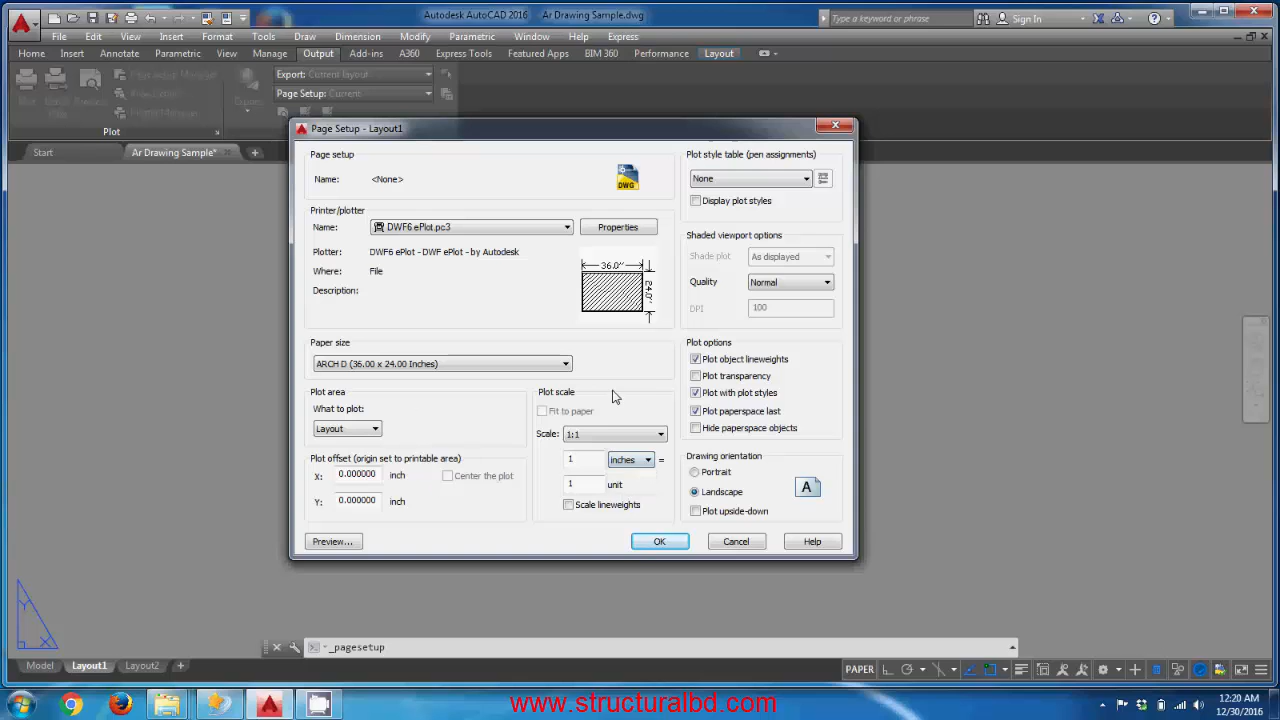 Autodesk AutoCAD 2016 Ar Drawing Sample.dwg
Type a keyword or phrase
Sign In
File Edit View Insert Format Tools Draw Dimension Modify Parametric Window Help Express
Home Insert Annotate Parametric View Manage Output Add-ins A360 Express Tools Featured Apps BIM 360 Performance Layout
Export: Current layout
Page Setup: Current
Plot
Start Ar Drawing Sample*
Page Setup - Layout1
Page setup
Name: <None>
DWG
Printer/plotter
Name: DWF6 ePlot.pc3 Properties
Plotter: DWF6 ePlot - DWF ePlot - by Autodesk
Where: File
Description:
36.0''
24.0''
Paper size
ARCH D (36.00 x 24.00 Inches)
Plot area
What to plot:
Layout
Plot offset (origin set to printable area)
X: 0.000000 inch Center the plot
Y: 0.000000 inch
Plot scale
Fit to paper
Scale: 1:1
1 inches =
1 unit
Scale lineweights
Plot style table (pen assignments)
None
Display plot styles
Shaded viewport options
Shade plot As displayed
Quality Normal
DPI 100
Plot options
Plot object lineweights
Plot transparency
Plot with plot styles
Plot paperspace last
Hide paperspace objects
Drawing orientation
Portrait
Landscape
A
Plot upside-down
Preview... OK Cancel Help
Y
X
_pagesetup
Model Layout1 Layout2
PAPER
www.structuralbd.com
12:20 AM
12/30/2016